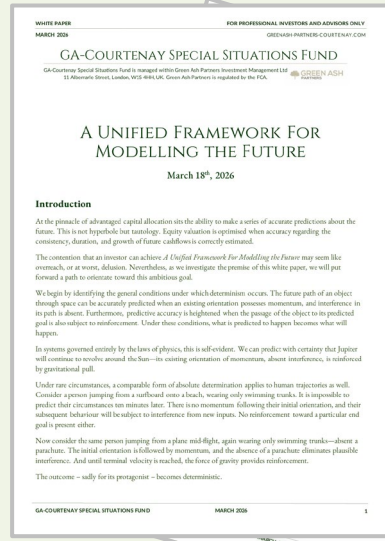 WHITE PAPER
FOR PROFESSIONAL INVESTORS AND ADVISORS ONLY
MARCH 2026
GREENASH-PARTNERS-COURTENAY.COM
GA-COURTENAY SPECIAL SITUATIONS FUND
GA-Courtenay Special Situations Fund is managed within Green Ash Partners Investment Management Ltd
11 Albemarle Street, London, W1S 4HH, UK. Green Ash Partners is regulated by the FCA.
GREEN ASH
PARTNERS
A UNIFIED FRAMEWORK FOR
MODELLING THE FUTURE
March 18th, 2026
Introduction
At the pinnacle of advantaged capital allocation sits the ability to make a series of accurate predictions about the
future. This is not hyperbole but tautology. Equity valuation is optimised when accuracy regarding the
consistency, duration, and growth of future cashflows is correctly estimated.
The contention that an investor can achieve A Unified Framework For Modelling the Future may seem like
overreach, or at worst, delusion. Nevertheless, as we investigate the premise of this white paper, we will put
forward a path to orientate toward this ambitious goal.
We begin by identifying the general conditions under which determinism occurs. The future path of an object
through space can be accurately predicted when an existing orientation possesses momentum, and interference in
its path is absent. Furthermore, predictive accuracy is heightened when the passage of the object to its predicted
goal is also subject to reinforcement. Under these conditions, what is predicted to happen becomes what will
happen.
In systems governed entirely by the laws of physics, this is self-evident. We can predict with certainty that Jupiter
will continue to revolve around the Sun—its existing orientation of momentum, absent interference, is reinforced
by gravitational pull.
Under rare circumstances, a comparable form of absolute determination applies to human trajectories as well.
Consider a person jumping from a surfboard onto a beach, wearing only swimming trunks. It is impossible to
predict their circumstances ten minutes later. There is no momentum following their initial orientation, and their
subsequent behaviour will be subject to interference from new inputs. No reinforcement toward a particular end
goal is present either.
Now consider the same person jumping from a plane mid-flight, again wearing only swimming trunks—absent a
parachute. The initial orientation is followed by momentum, and the absence of a parachute eliminates plausible
interference. And until terminal velocity is reached, the force of gravity provides reinforcement.
The outcome – sadly for its protagonist – becomes deterministic.
GA-COURTENAY SPECIAL SITUATIONS FUND
MARCH 2026
1